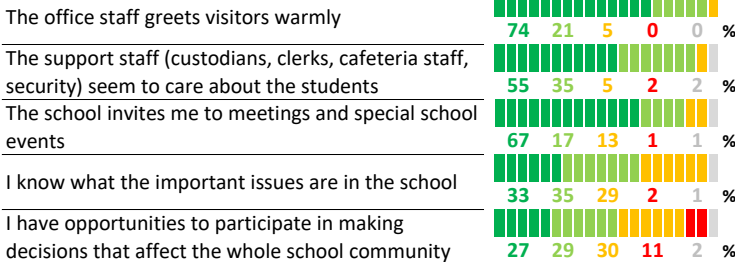 The office staff greets visitors warmly
74 21 5 0 0 %
The support staff (custodians, clerks, cafeteria staff,
security) seem to care about the students
55 35 5 2 2 %
The school invites me to meetings and special school
events
67 17 13 1 1 %
I know what the important issues are in the school
33 35 29 2 1 %
I have opportunities to participate in making
decisions that affect the whole school community
27 29 30 11 2 %